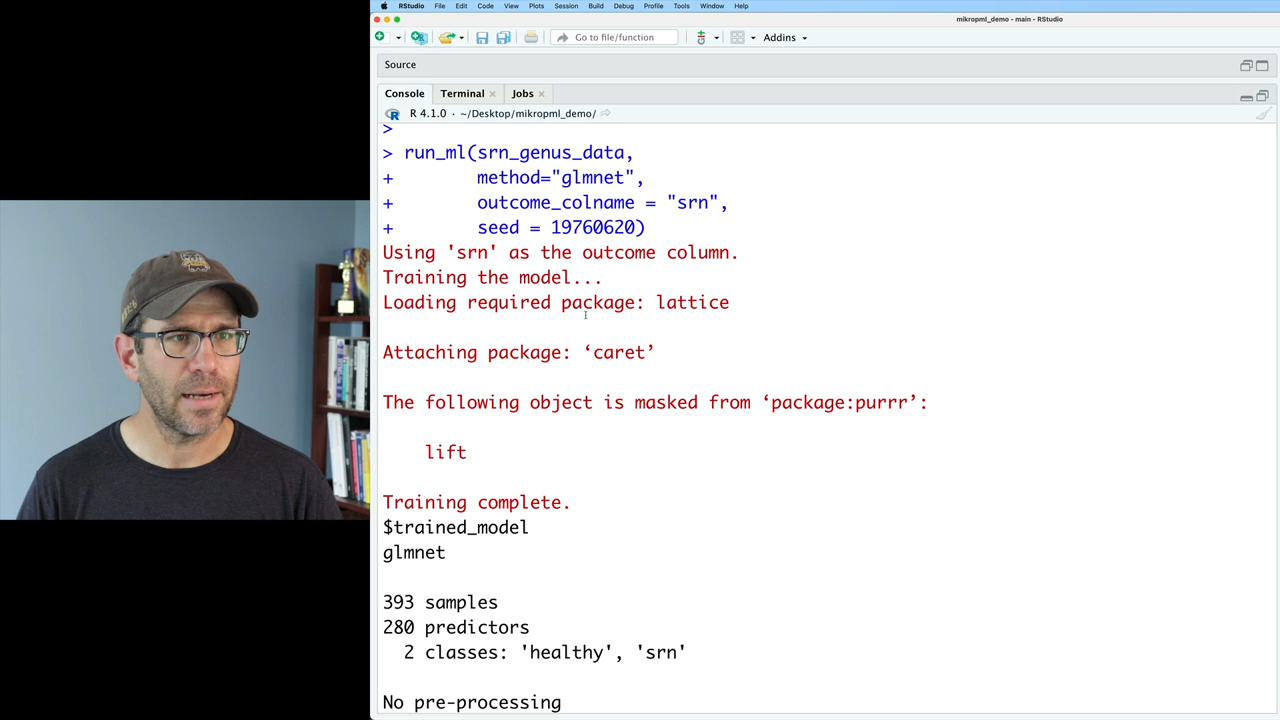 RStudio File Edit Code View Plots Session Build Debug Profile Tools Window Help
mikropml_demo - main - RStudio
Go to file/function Addins
Source
Console Terminal Jobs
R 4.1.0 · ~/Desktop/mikropml_demo/
>
> run_ml(srn_genus_data,
+ method="glmnet",
+ outcome_colname = "srn",
+ seed = 19760620)
Using 'srn' as the outcome column.
Training the model...
Loading required package: lattice
Attaching package: ‘caret’
The following object is masked from ‘package:purrr’:
lift
Training complete.
$trained_model
glmnet
393 samples
280 predictors
2 classes: 'healthy', 'srn'
No pre-processing